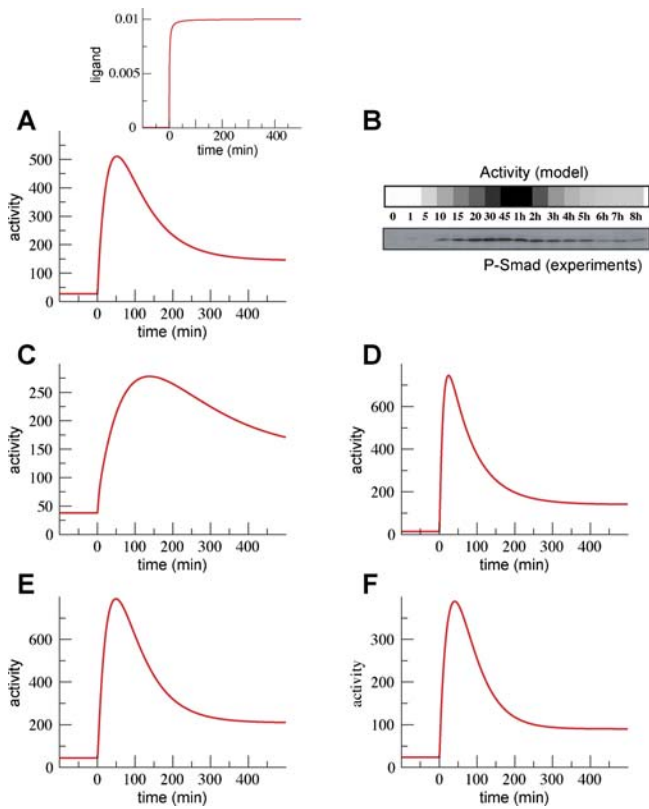 0.01
0.005
0
ligand
0 200 400
time (min)
A
500
400
300
200
100
0
activity
0 100 200 300 400
time (min)
B
Activity (model)
0 1 5 10 15 20 30 45 1h 2h 3h 4h 5h 6h 7h 8h
P-Smad (experiments)
C
250
200
150
100
50
0
activity
0 100 200 300 400
time (min)
D
600
400
200
0
activity
0 100 200 300 400
time (min)
E
600
400
200
0
activity
0 100 200 300 400
time (min)
F
300
200
100
0
activity
0 100 200 300 400
time (min)